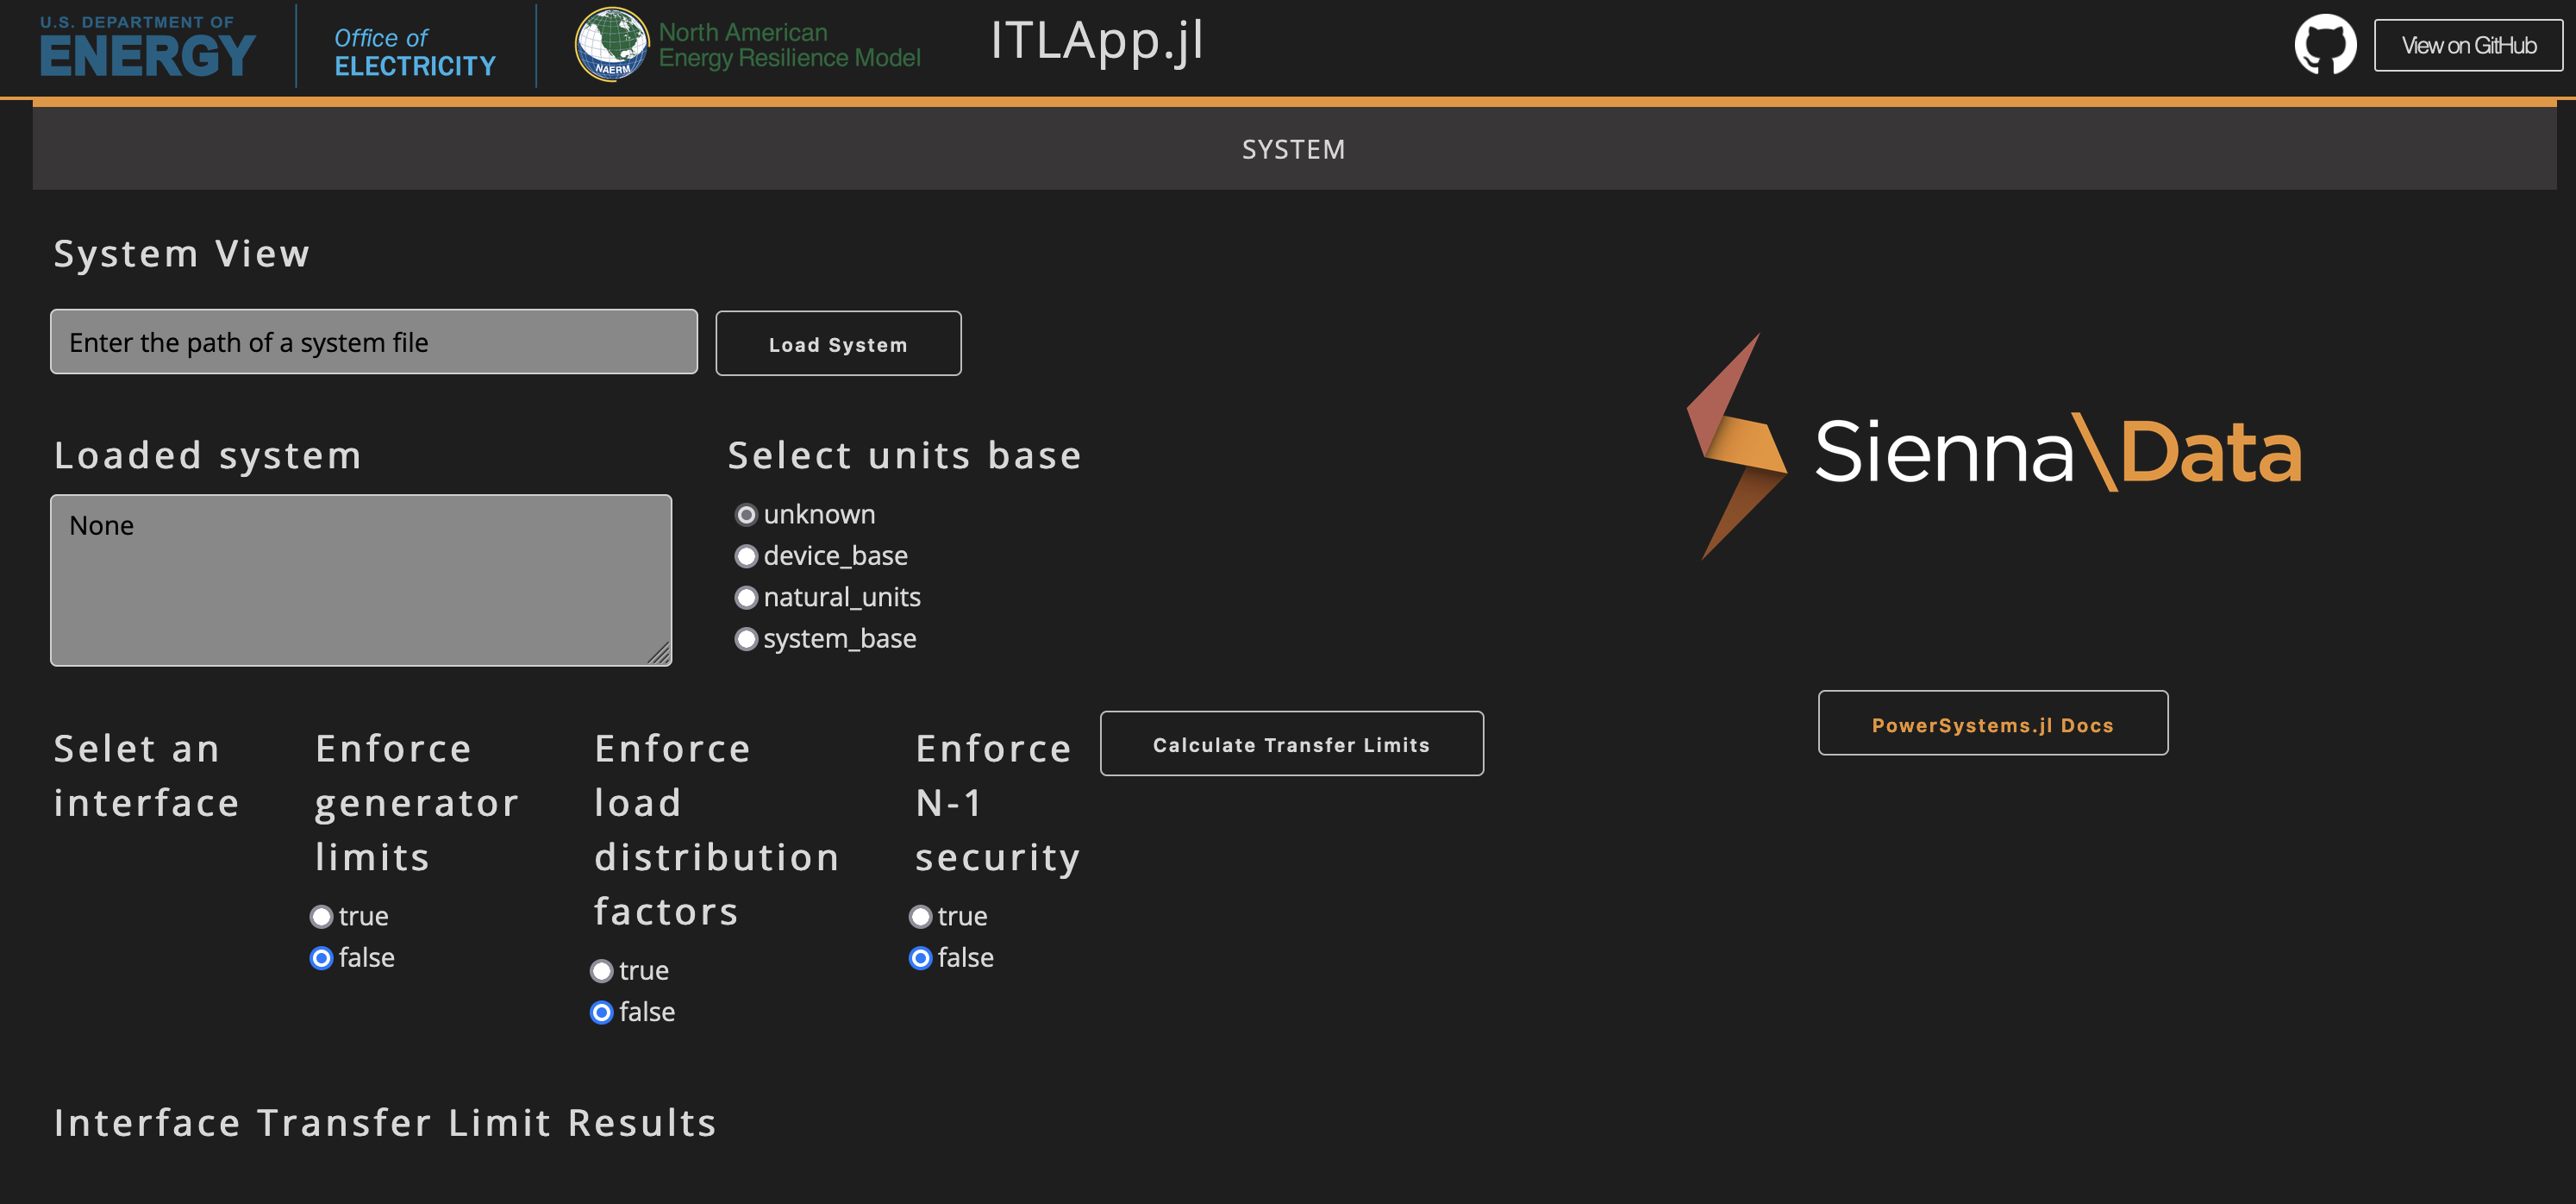 U.S. DEPARTMENT OF
ENERGY
Office of
ELECTRICITY
NAERM
North American
Energy Resilience Model
ITLApp.jl
View on GitHub
SYSTEM
System View
Enter the path of a system file
Load System
Loaded system
None
Select units base
unknown
device_base
natural_units
system_base
Sienna\Data
Selet an
interface
Enforce
generator
limits
true
false
Enforce
load
distribution
factors
true
false
Enforce
N-1
security
true
false
Calculate Transfer Limits
PowerSystems.jl Docs
Interface Transfer Limit Results